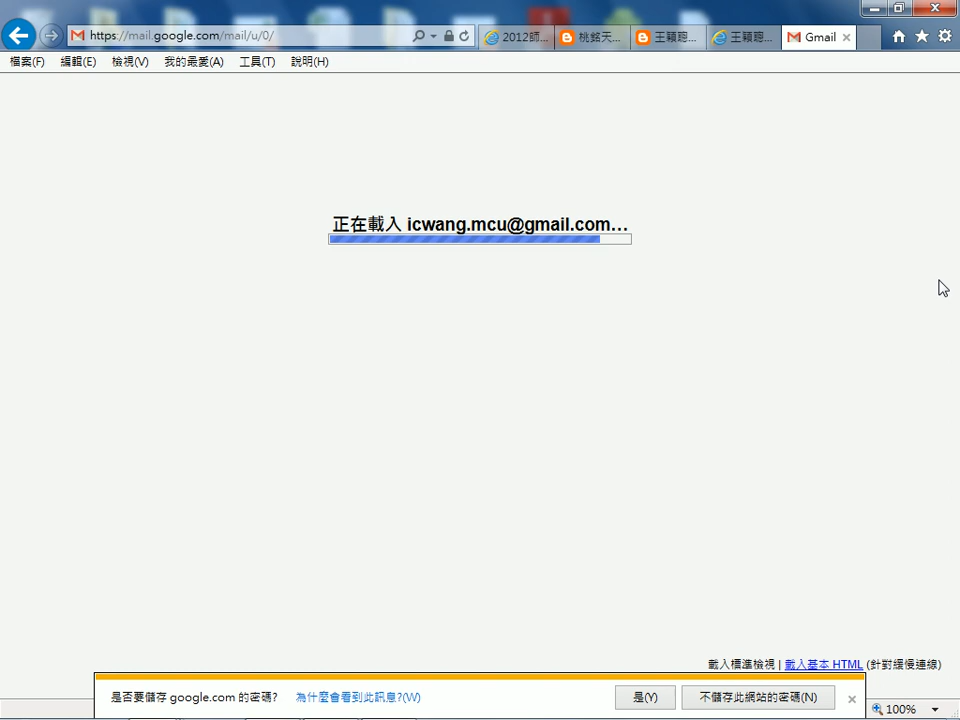 https://mail.google.com/mail/u/0/
2012師...
桃銘天...
王穎聰...
王穎聰...
Gmail
檔案(F) 編輯(E) 檢視(V) 我的最愛(A) 工具(T) 說明(H)
正在載入 icwang.mcu@gmail.com…
載入標準檢視 | 載入基本 HTML (針對緩慢連線)
是否要儲存 google.com 的密碼? 為什麼會看到此訊息?(W) 是(Y) 不儲存此網站的密碼(N)
100%